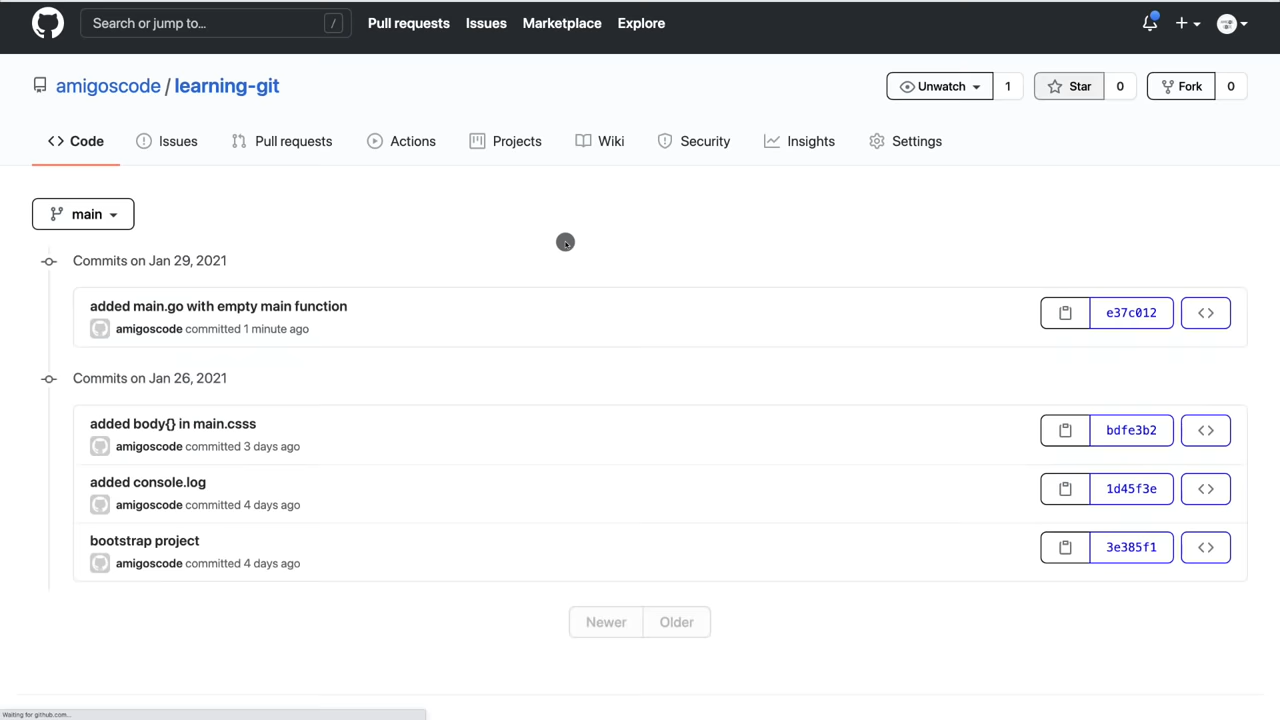 Search or jump to... /
Pull requests Issues Marketplace Explore
amigoscode / learning-git
Unwatch 1 Star 0 Fork 0
Code Issues Pull requests Actions Projects Wiki Security Insights Settings
main
Commits on Jan 29, 2021
added main.go with empty main function
amigoscode committed 1 minute ago
e37c012
Commits on Jan 26, 2021
added body{} in main.csss
amigoscode committed 3 days ago
bdfe3b2
added console.log
amigoscode committed 4 days ago
1d45f3e
bootstrap project
amigoscode committed 4 days ago
3e385f1
Newer Older
Waiting for github.com...